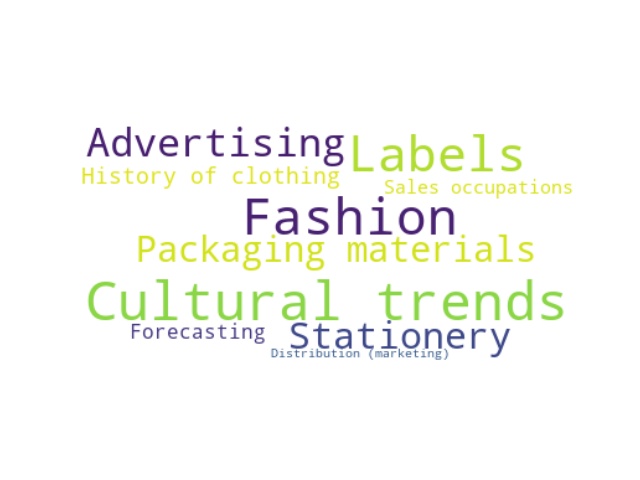 Advertising
Labels
History of clothing
Sales occupations
Fashion
Packaging materials
Cultural trends
Forecasting
Stationery
Distribution (marketing)